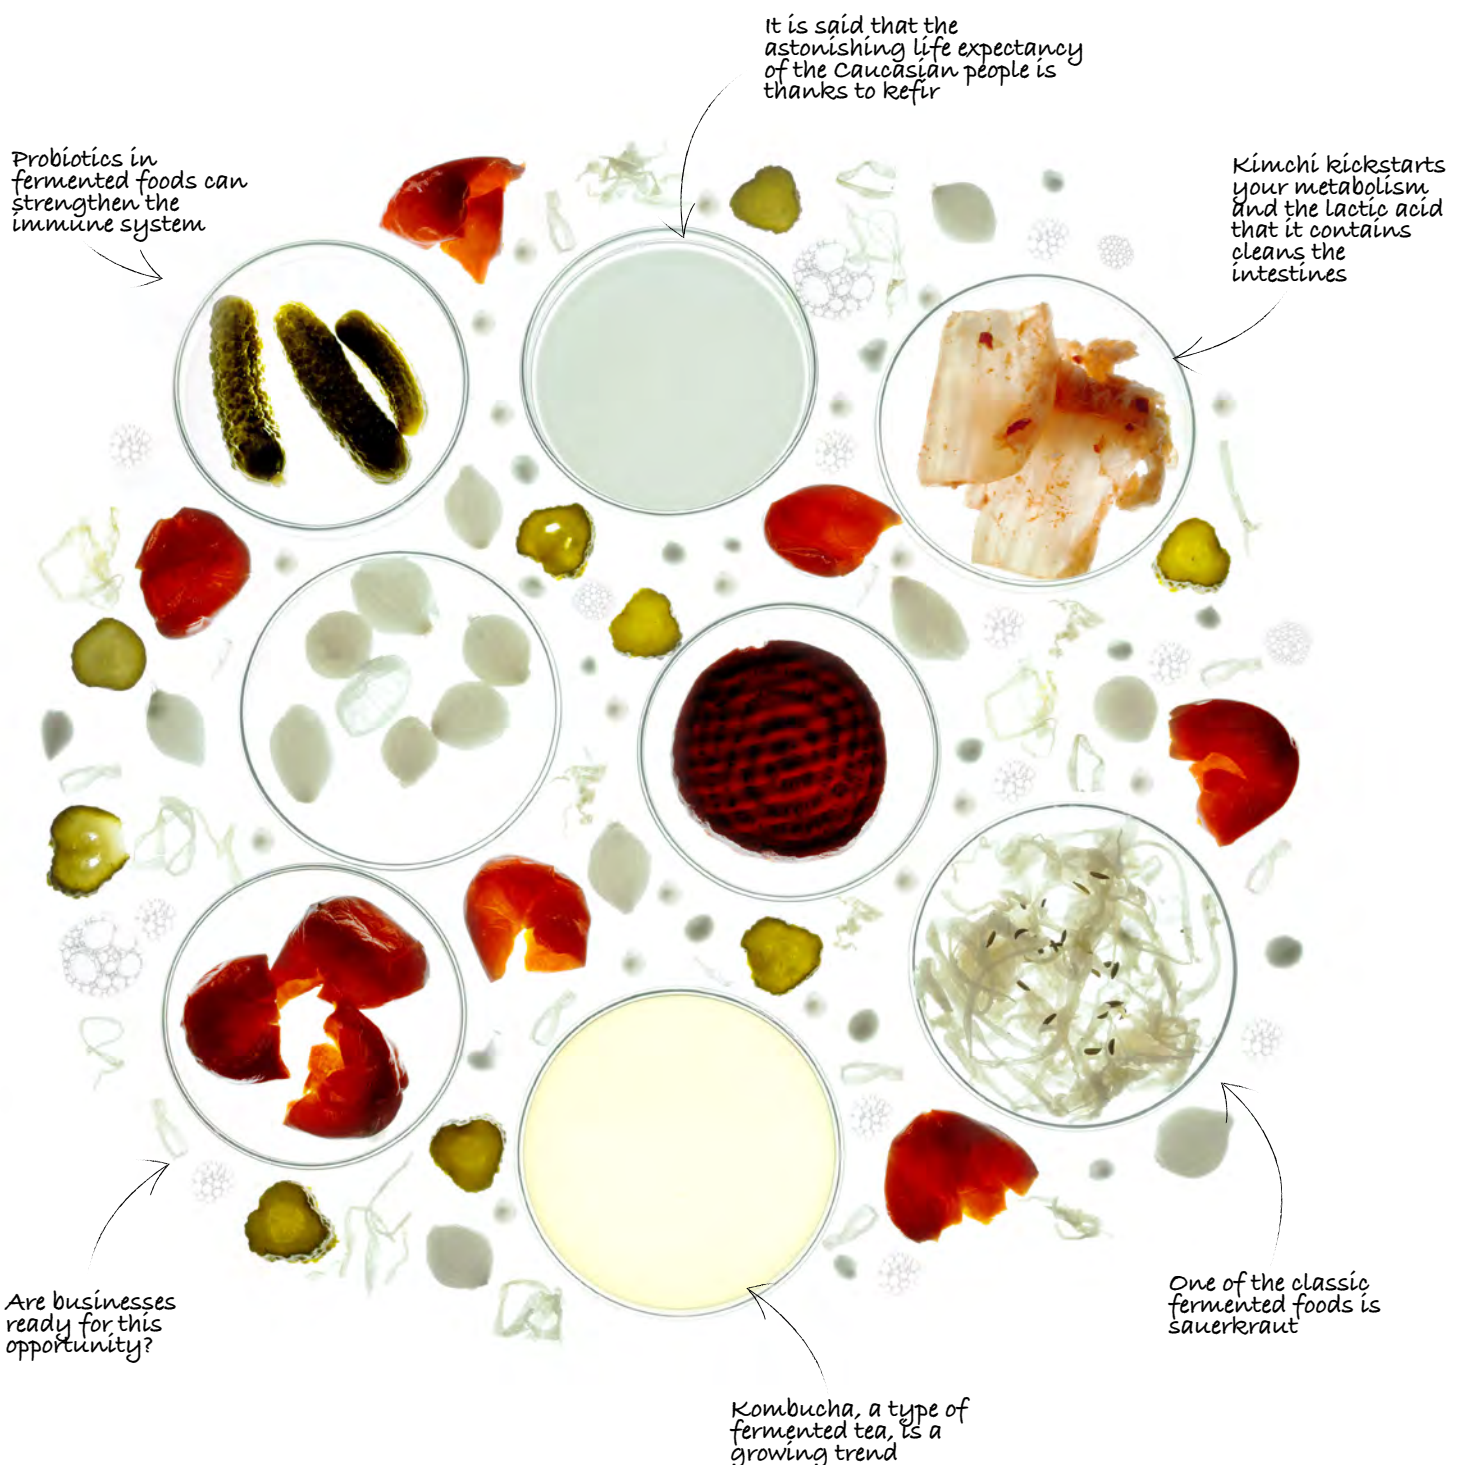 It is said that the
astonishing life expectancy
of the Caucasian people is
thanks to kefir
Probiotics in
fermented foods can
strengthen the
immune system
Kimchi kickstarts
your metabolism
and the lactic acid
that it contains
cleans the
intestines
Are businesses
ready for this
opportunity?
One of the classic
fermented foods is
sauerkraut
Kombucha, a type of
fermented tea, is a
growing trend